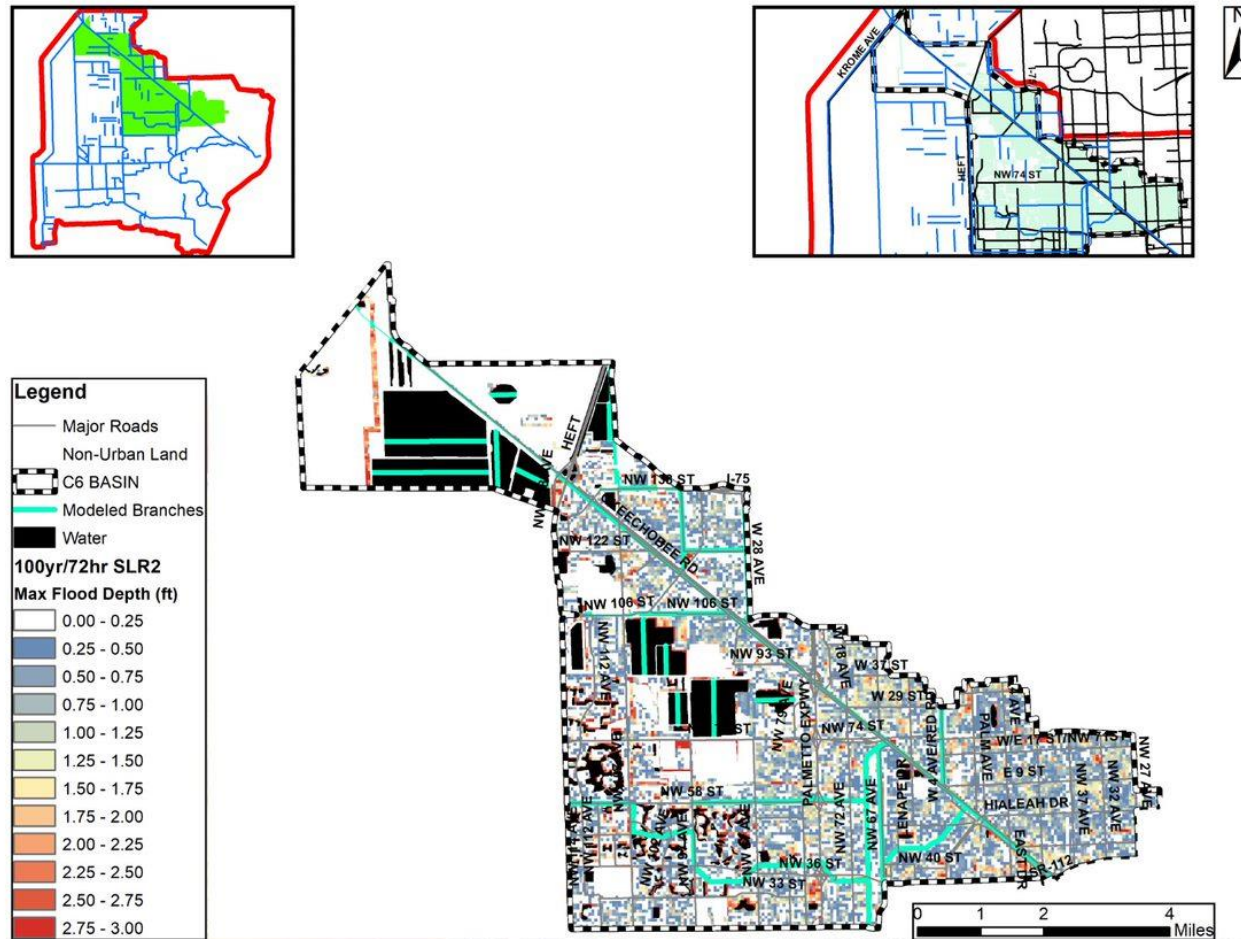 KROME AVE
I-75
HEFT
NW 74 ST
N
Legend
Major Roads
Non-Urban Land
C6 BASIN
Modeled Branches
Water
100yr/72hr SLR2
Max Flood Depth (ft)
0.00 - 0.25
0.25 - 0.50
0.50 - 0.75
0.75 - 1.00
1.00 - 1.25
1.25 - 1.50
1.50 - 1.75
1.75 - 2.00
2.00 - 2.25
2.25 - 2.50
2.50 - 2.75
2.75 - 3.00
HEFT
NW 138 ST
I-75
OKEECHOBEE RD
W 28 AVE
NW 122 ST
NW 106 ST
NW 106 ST
NW 112 AVE
NW 93 ST
W 37 ST
W 29 ST
PALMETTO EXPWY
NW 74 ST
W 4 AVE/RED RD
PALM AVE
W/E 17 ST/NW 71ST
NW 27 AVE
E 9 ST
NW 37 AVE
NW 32 AVE
HIALEAH DR
NW 58 ST
NW 112 AVE
NW 72 AVE
NW 67 AVE
EAST DR
SR-112
NW 40 ST
NW 36 ST
NW 33 ST
0 1 2 4
Miles